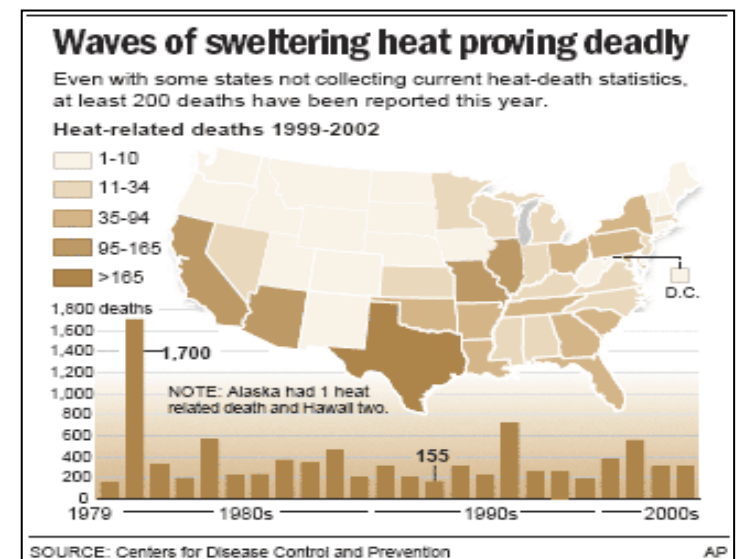 Waves of sweltering heat proving deadly
Even with some states not collecting current heat-death statistics,
at least 200 deaths have been reported this year.
Heat-related deaths 1999-2002
1-10
11-34
35-94
95-165
>165
D.C.
1,800 deaths
1,600
1,400
1,200
1,000
800
600
400
200
0
1,700
NOTE: Alaska had 1 heat
related death and Hawaii two.
155
1979
1980s
1990s
2000s
SOURCE: Centers for Disease Control and Prevention
AP